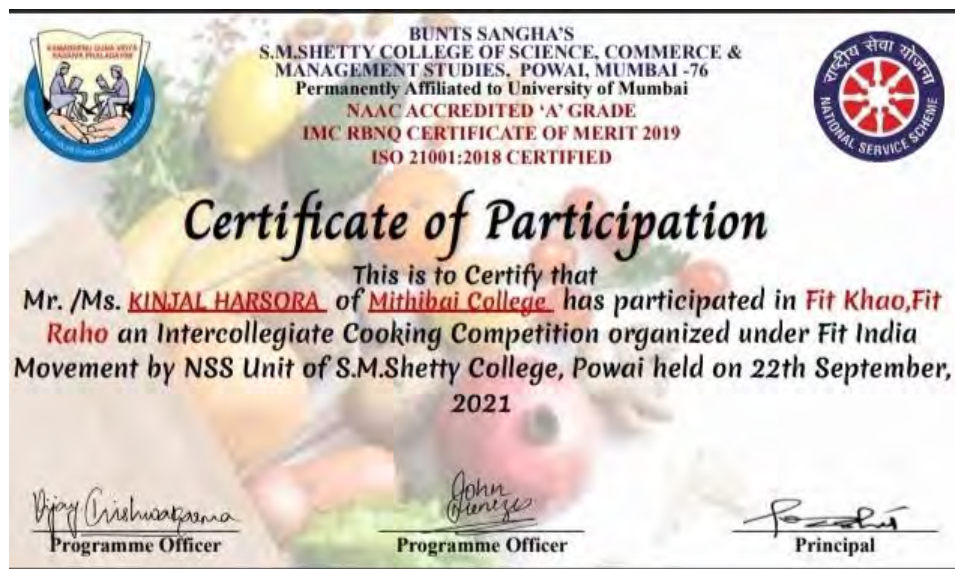 BUNTS SANGHA'S
S.M.SHETTY COLLEGE OF SCIENCE, COMMERCE &
MANAGEMENT STUDIES, POWAI, MUMBAI -76
Permanently Affiliated to University of Mumbai
NAAC ACCREDITED 'A' GRADE
IMC RBNQ CERTIFICATE OF MERIT 2019
ISO 21001:2018 CERTIFIED
राष्ट्रीय सेवा योजना
NATIONAL SERVICE SCHEME
Certificate of Participation
This is to Certify that
Mr. /Ms. KINJAL HARSORA of Mithibai College has participated in Fit Khao,Fit
Raho an Intercollegiate Cooking Competition organized under Fit India
Movement by NSS Unit of S.M.Shetty College, Powai held on 22th September,
2021
Vijay Vishwakarma
John
Programme Officer
Programme Officer
Principal